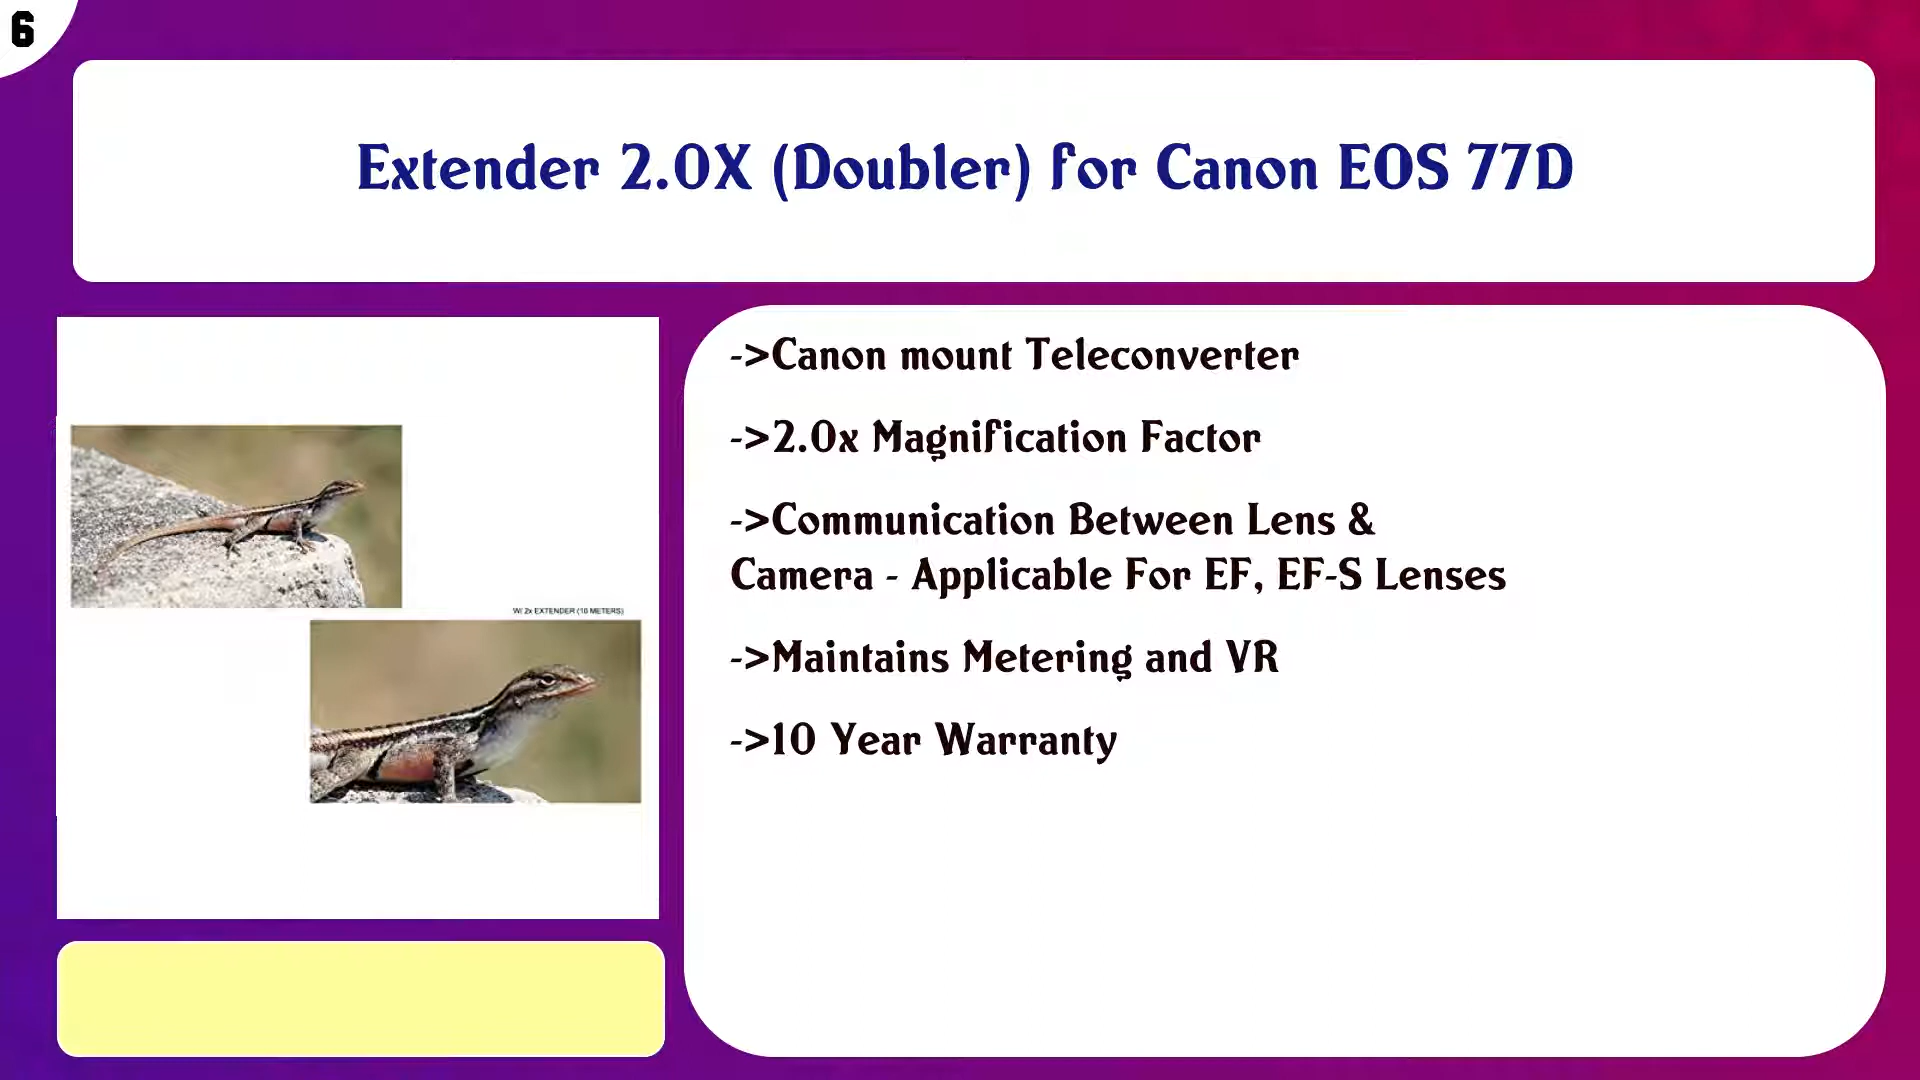 6
Extender 2.0X (Doubler) for Canon EOS 77D
->Canon mount Teleconverter
->2.0x Magnification Factor
->Communication Between Lens &
Camera - Applicable For EF, EF-S Lenses
->Maintains Metering and VR
->10 Year Warranty
W/ 2x EXTENDER (10 METERS)